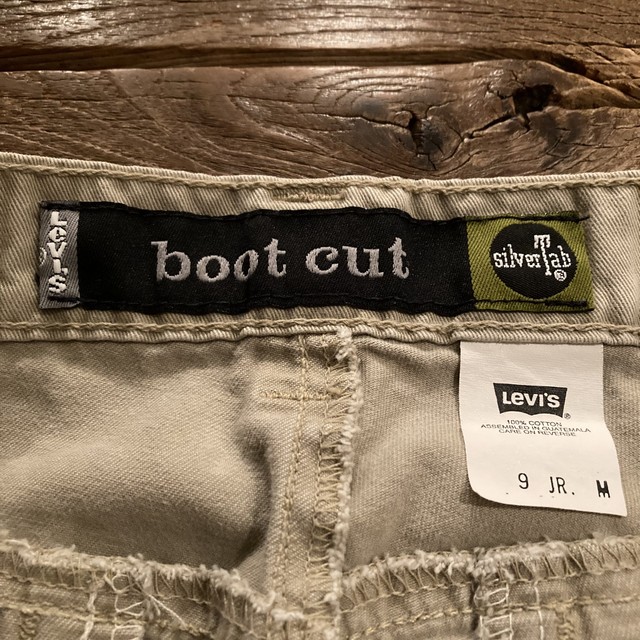 Levi's
boot cut
silverTab
®
LEVI'S ®
100% COTTON
ASSEMBLED IN GUATEMALA
CARE ON REVERSE
9 JR. M